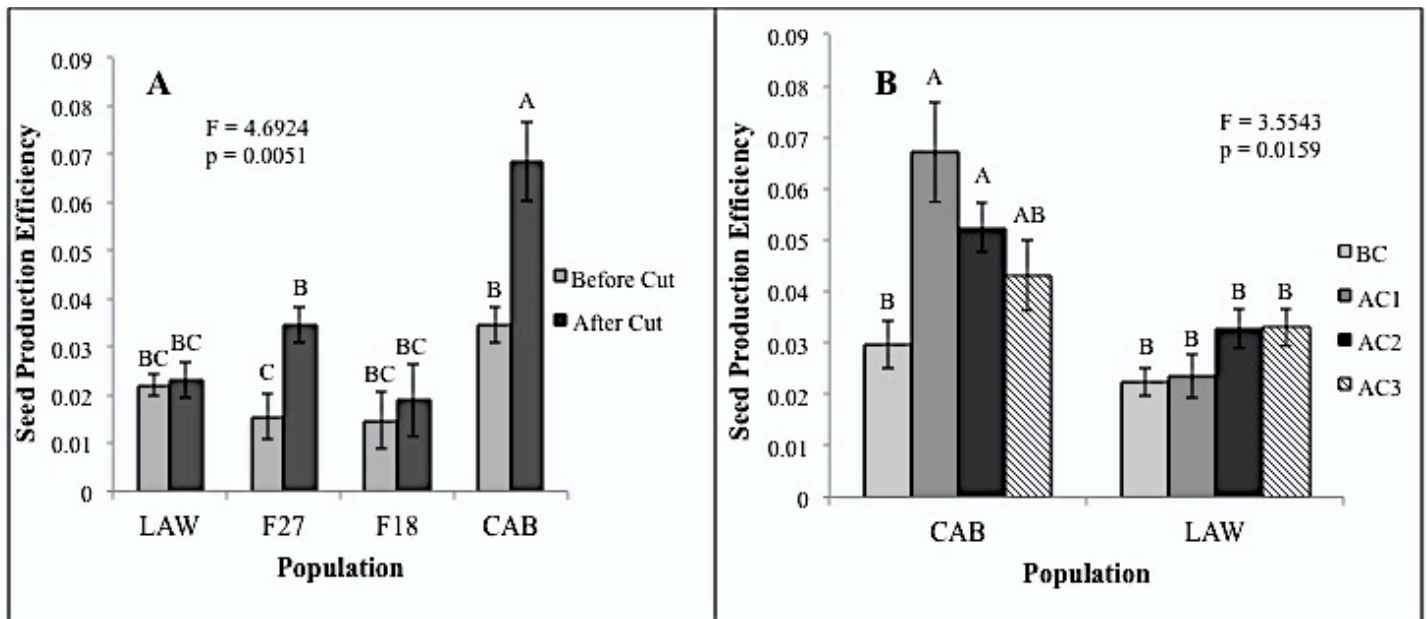 A
F = 4.6924
p = 0.0051
Seed Production Efficiency
0.09
0.08
0.07
0.06
0.05
0.04
0.03
0.02
0.01
0
BC
BC
C
B
BC
BC
B
A
LAW
F27
F18
CAB
Population
Before Cut
After Cut
B
F = 3.5543
p = 0.0159
Seed Production Efficiency
0.09
0.08
0.07
0.06
0.05
0.04
0.03
0.02
0.01
0
B
A
A
AB
B
B
B
B
CAB
LAW
Population
BC
AC1
AC2
AC3